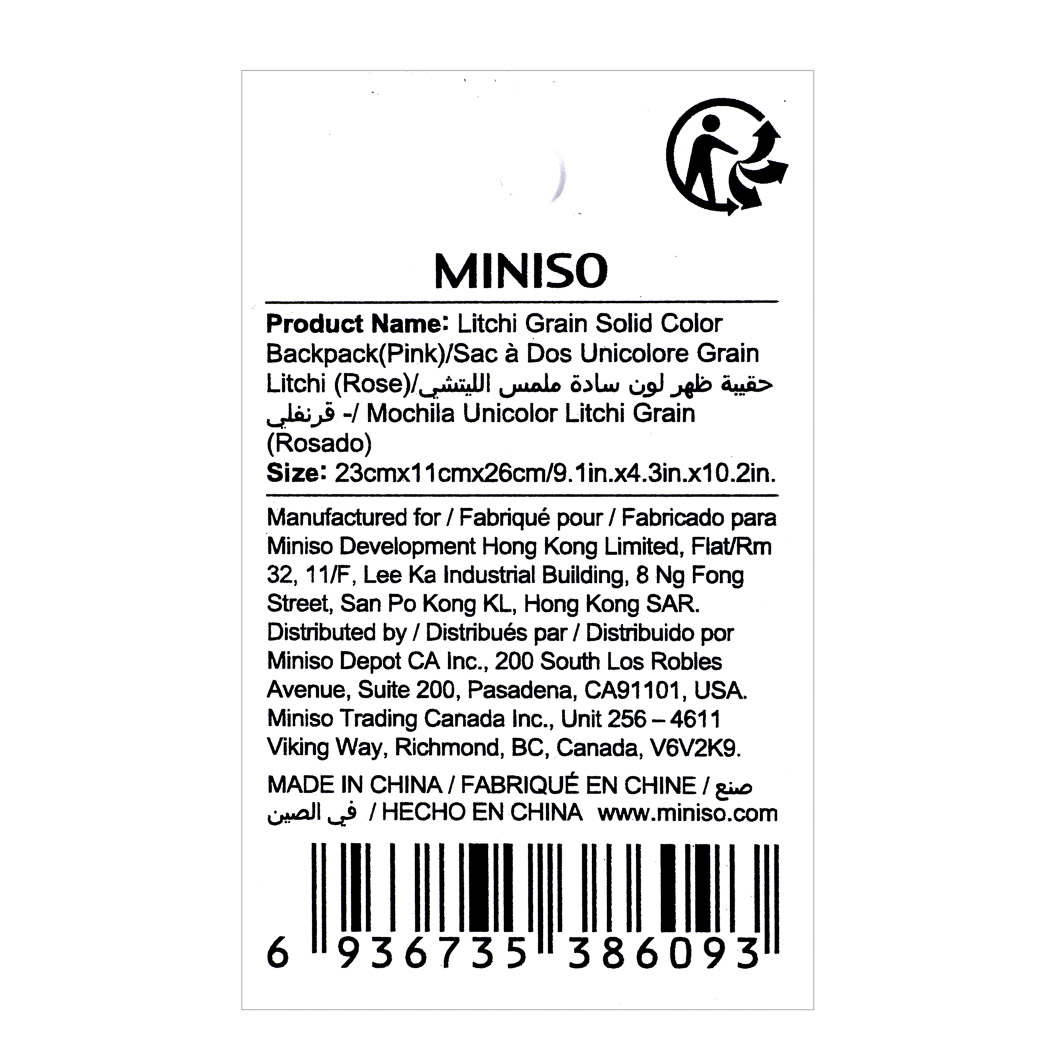 MINISO
Product Name: Litchi Grain Solid Color
Backpack(Pink)/Sac à Dos Unicolore Grain
Litchi (Rose)/حقيبة ظهر لون سادة ملمس الليتشي
قرنفلي -/ Mochila Unicolor Litchi Grain
(Rosado)
Size: 23cmx11cmx26cm/9.1in.x4.3in.x10.2in.
Manufactured for / Fabriqué pour / Fabricado para
Miniso Development Hong Kong Limited, Flat/Rm
32, 11/F, Lee Ka Industrial Building, 8 Ng Fong
Street, San Po Kong KL, Hong Kong SAR.
Distributed by / Distribués par / Distribuido por
Miniso Depot CA Inc., 200 South Los Robles
Avenue, Suite 200, Pasadena, CA91101, USA.
Miniso Trading Canada Inc., Unit 256 – 4611
Viking Way, Richmond, BC, Canada, V6V2K9.
MADE IN CHINA / FABRIQUÉ EN CHINE / صنع
في الصين / HECHO EN CHINA www.miniso.com
6 936735 386093